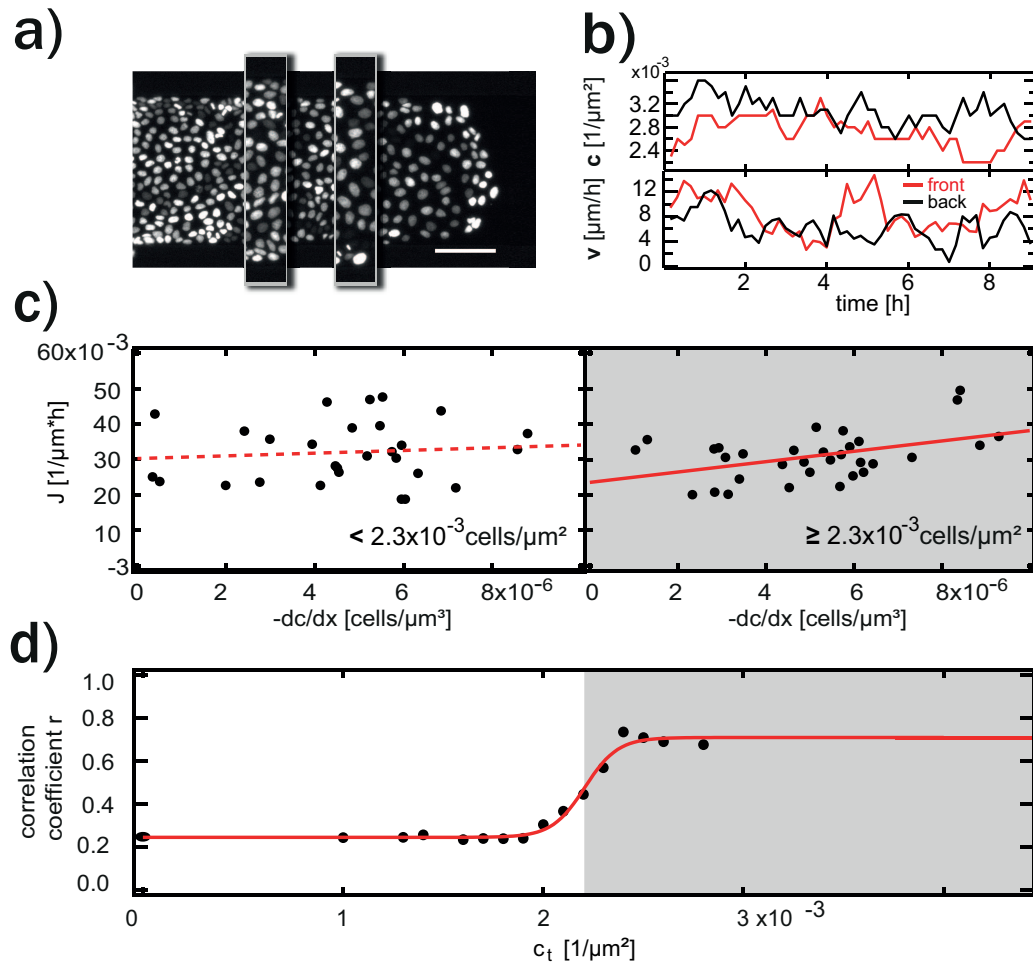 a)
b)
x10⁻³
3.2
2.8
2.4
c [1/µm²]
12
8
4
0
v [µm/h]
front
back
2 4 6 8
time [h]
c)
60x10⁻³
50
40
30
20
10
-3
J [1/µm*h]
< 2.3x10⁻³cells/µm²
≥ 2.3x10⁻³cells/µm²
0 2 4 6 8x10⁻⁶
0 2 4 6 8x10⁻⁶
-dc/dx [cells/µm³]
-dc/dx [cells/µm³]
d)
1.0
0.8
0.6
0.4
0.2
0.0
correlation
coefficient r
0 1 2 3 x10⁻³
cₜ [1/µm²]